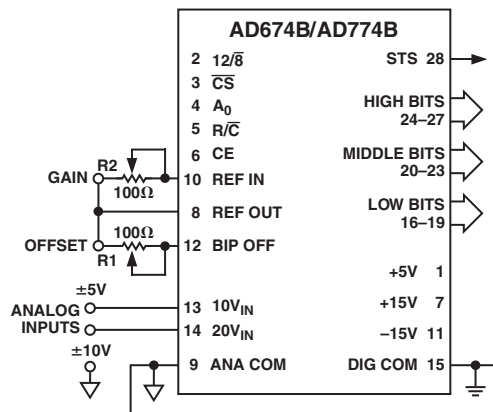 AD674B/AD774B
2 12/8̅
3 C̅S̅
4 A₀
5 R/C̅
6 CE
10 REF IN
8 REF OUT
12 BIP OFF
13 10V_IN
14 20V_IN
9 ANA COM
STS 28
HIGH BITS
24–27
MIDDLE BITS
20–23
LOW BITS
16–19
+5V 1
+15V 7
–15V 11
DIG COM 15
GAIN
R2
100Ω
OFFSET
100Ω
R1
±5V
ANALOG
INPUTS
±10V